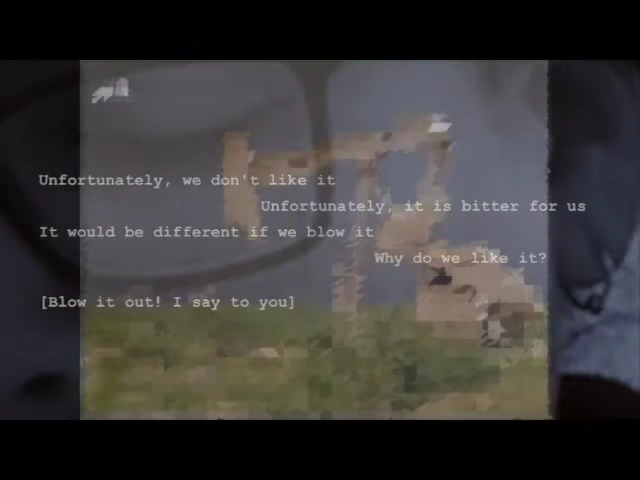 Unfortunately, we don't like it
Unfortunately, it is bitter for us
It would be different if we blow it
Why do we like it?
[Blow it out! I say to you]